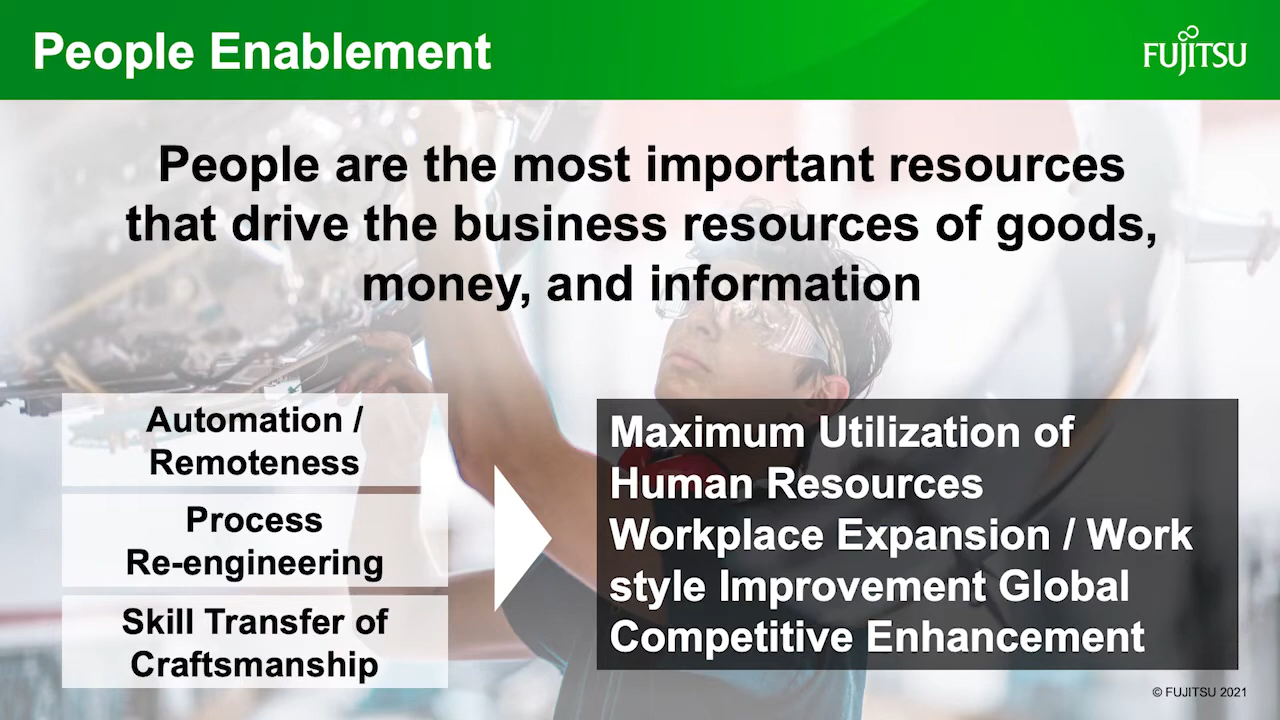 People Enablement
FUJITSU
People are the most important resources
that drive the business resources of goods,
money, and information
Automation /
Remoteness
Process
Re-engineering
Skill Transfer of
Craftsmanship
Maximum Utilization of
Human Resources
Workplace Expansion / Work
style Improvement Global
Competitive Enhancement
© FUJITSU 2021